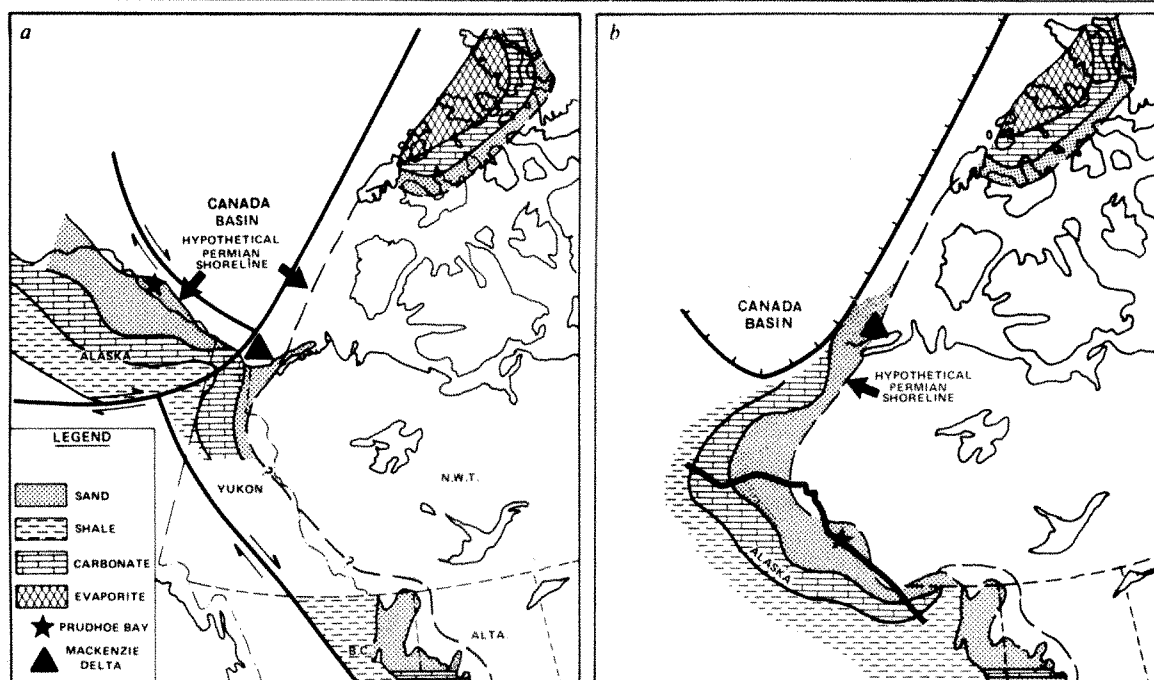 a
CANADA
BASIN
HYPOTHETICAL
PERMIAN
SHORELINE
ALASKA
LEGEND
SAND
SHALE
CARBONATE
EVAPORITE
PRUDHOE BAY
MACKENZIE
DELTA
YUKON
N.W.T.
B.C.
ALTA.
b
CANADA
BASIN
HYPOTHETICAL
PERMIAN
SHORELINE
ALASKA